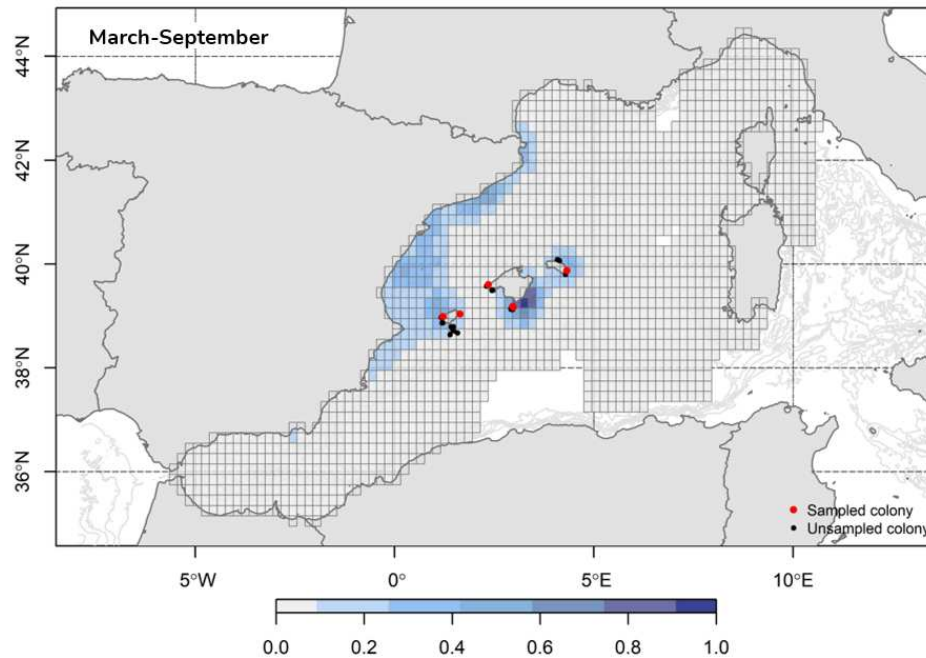 March-September
44°N
42°N
40°N
38°N
36°N
Sampled colony
Unsampled colony
5°W
0°
5°E
10°E
0.0
0.2
0.4
0.6
0.8
1.0